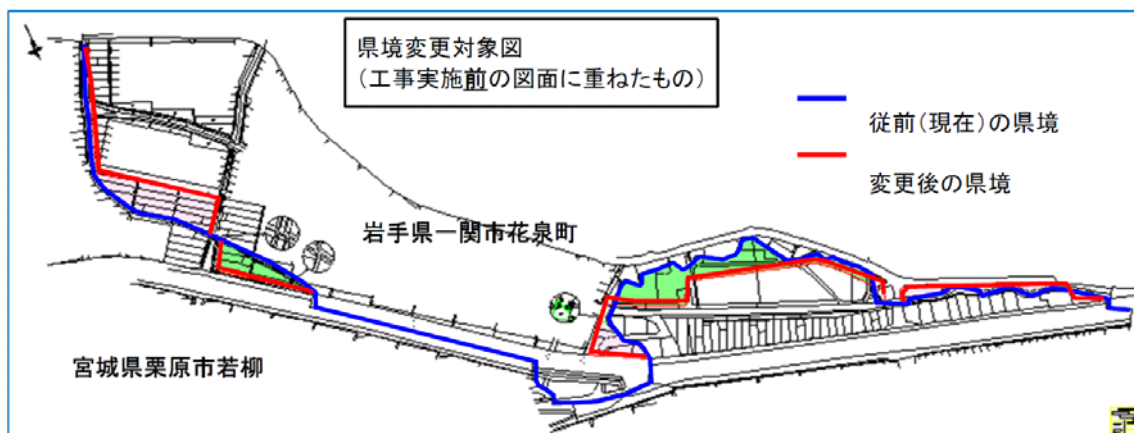 県境変更対象図
(工事実施前の図面に重ねたもの)
従前(現在)の県境
変更後の県境
岩手県一関市花泉町
宮城県栗原市若柳